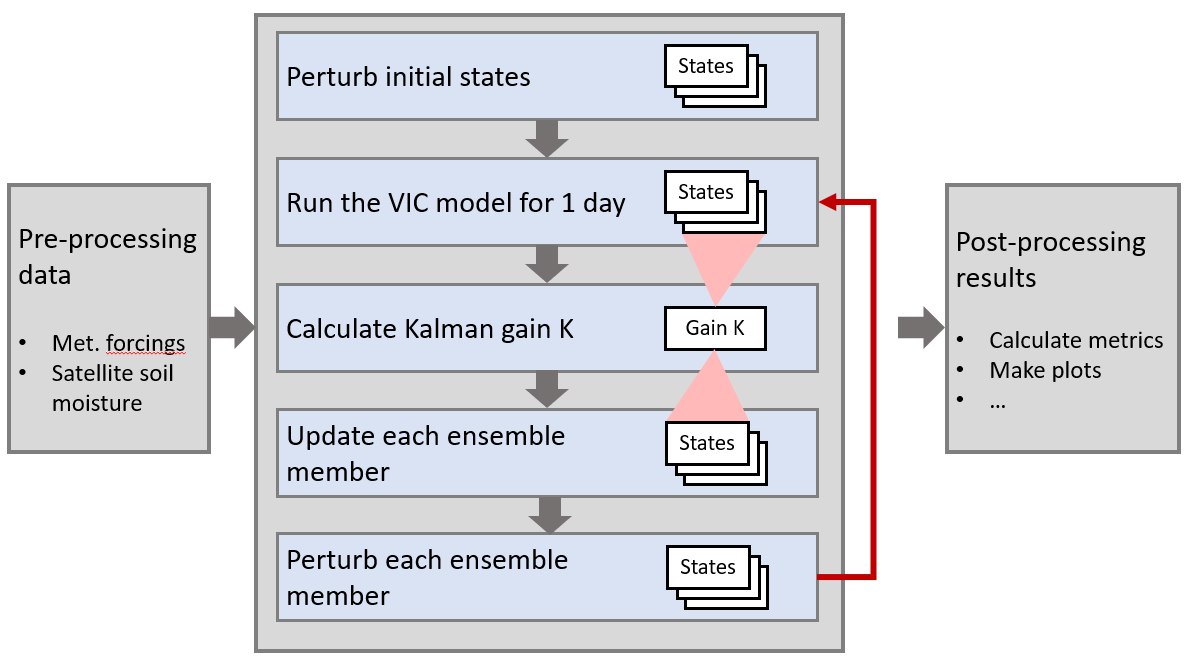 Pre-processing
data
• Met. forcings
• Satellite soil
moisture
Perturb initial states
States
Run the VIC model for 1 day
States
Calculate Kalman gain K
Gain K
Update each ensemble
member
States
Perturb each ensemble
member
States
Post-processing
results
• Calculate metrics
• Make plots
• ...